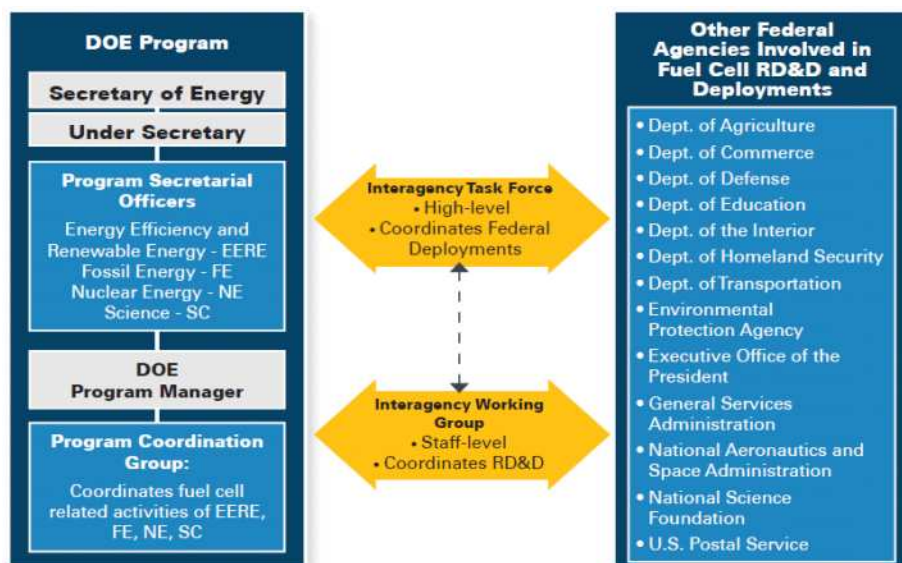 DOE Program
Secretary of Energy
Under Secretary
Program Secretarial
Officers
Energy Efficiency and
Renewable Energy - EERE
Fossil Energy - FE
Nuclear Energy - NE
Science - SC
DOE
Program Manager
Program Coordination
Group:
Coordinates fuel cell
related activities of EERE,
FE, NE, SC
Interagency Task Force
• High-level
• Coordinates Federal
Deployments
Interagency Working
Group
• Staff-level
• Coordinates RD&D
Other Federal
Agencies Involved in
Fuel Cell RD&D and
Deployments
• Dept. of Agriculture
• Dept. of Commerce
• Dept. of Defense
• Dept. of Education
• Dept. of the Interior
• Dept. of Homeland Security
• Dept. of Transportation
• Environmental
Protection Agency
• Executive Office of the
President
• General Services
Administration
• National Aeronautics and
Space Administration
• National Science
Foundation
• U.S. Postal Service